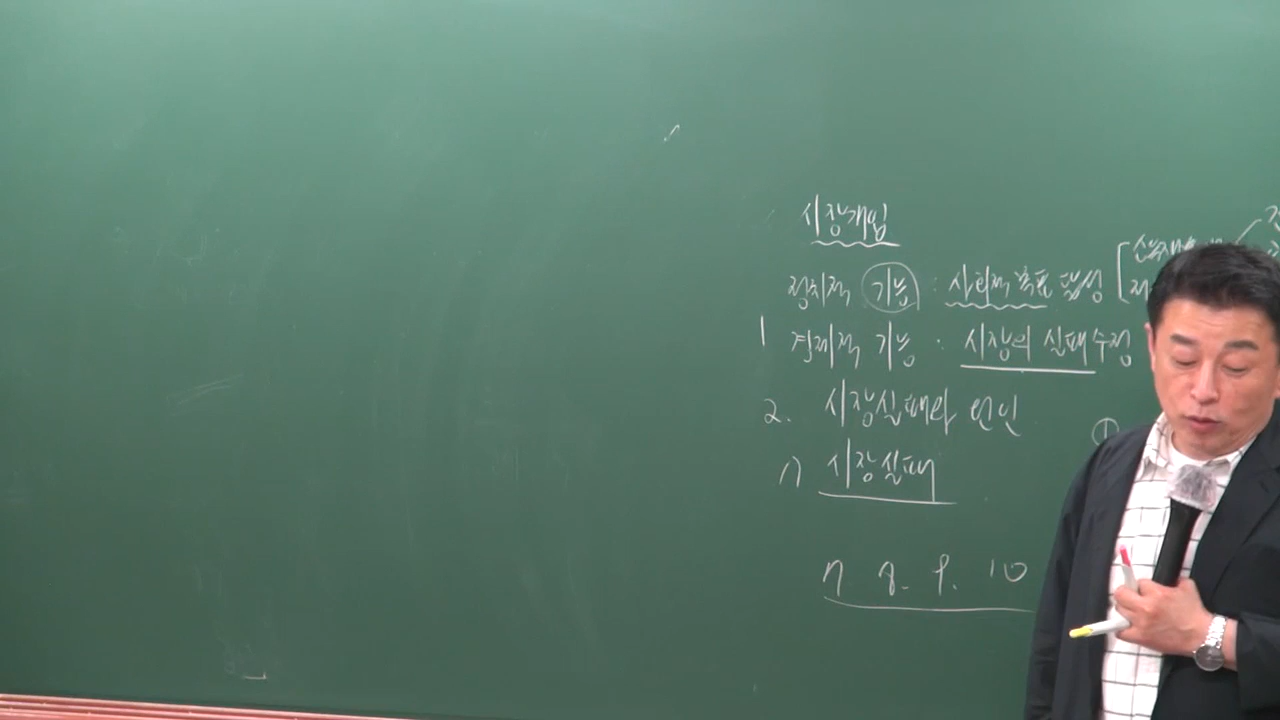 시장개입
정치적 기능 : 사회적 목표 달성
1 경제적 기능 : 시장의 실패 수정
2. 시장실패와 원인 ①
1) 시장실패
7 8. 9. 10